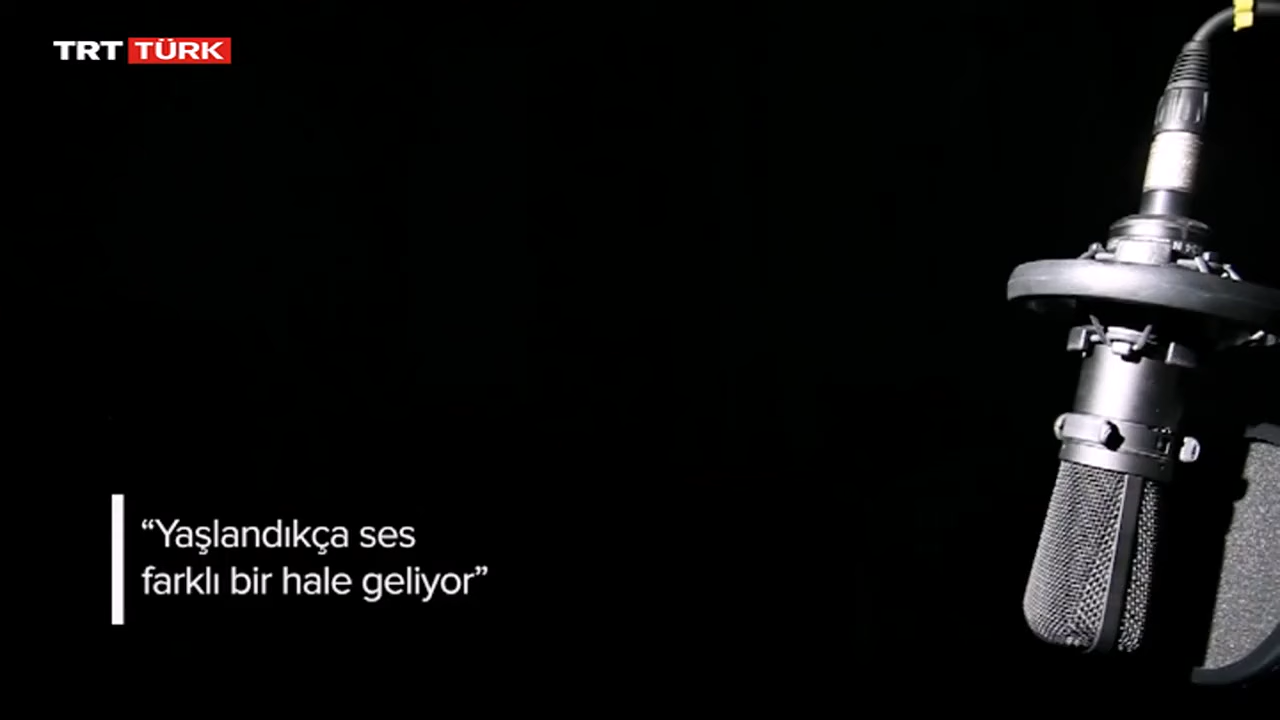 TRT TÜRK
“Yaşlandıkça ses
farklı bir hale geliyor”